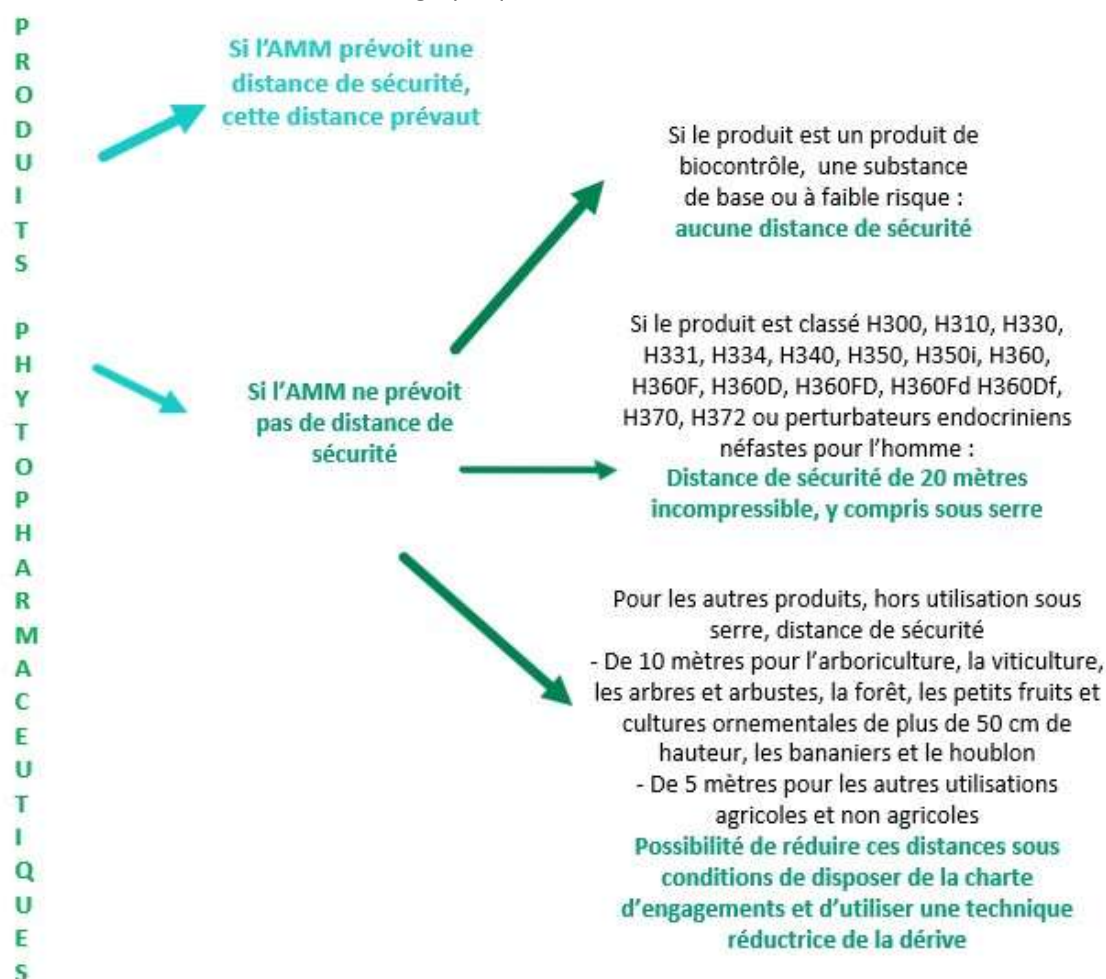 PRODUITS PHYTOPHARMACEUTIQUES
Si l'AMM prévoit une
distance de sécurité,
cette distance prévaut
Si l'AMM ne prévoit
pas de distance de
sécurité
Si le produit est un produit de
biocontrôle, une substance
de base ou à faible risque :
aucune distance de sécurité
Si le produit est classé H300, H310, H330,
H331, H334, H340, H350, H350i, H360,
H360F, H360D, H360FD, H360Fd H360Df,
H370, H372 ou perturbateurs endocriniens
néfastes pour l'homme :
Distance de sécurité de 20 mètres
incompressible, y compris sous serre
Pour les autres produits, hors utilisation sous
serre, distance de sécurité
- De 10 mètres pour l'arboriculture, la viticulture,
les arbres et arbustes, la forêt, les petits fruits et
cultures ornementales de plus de 50 cm de
hauteur, les bananiers et le houblon
- De 5 mètres pour les autres utilisations
agricoles et non agricoles
Possibilité de réduire ces distances sous
conditions de disposer de la charte
d'engagements et d'utiliser une technique
réductrice de la dérive